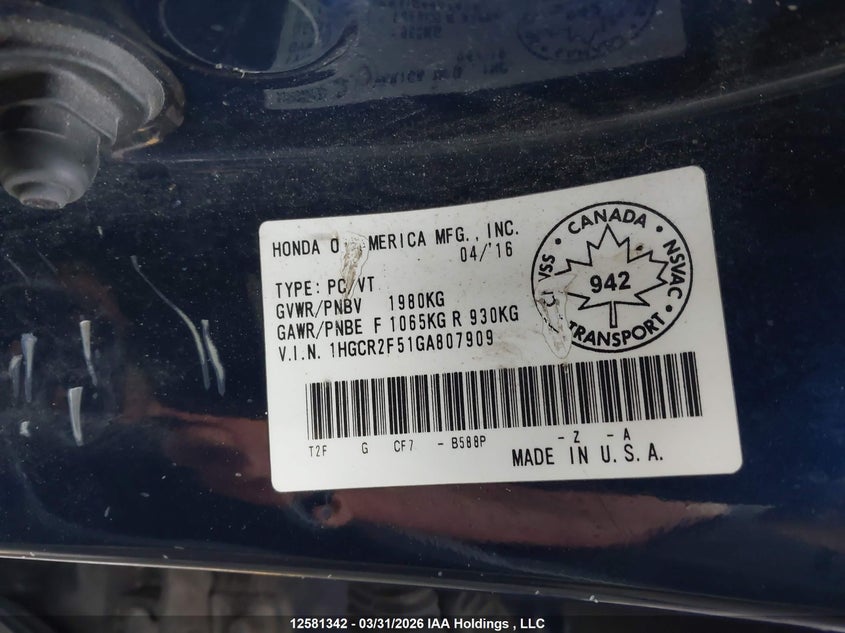 HONDA O MERICA MFG., INC.
04/'16
TYPE: PC/VT
GVWR/PNBV 1980KG
GAWR/PNBE F 1065KG R 930KG
V.I.N. 1HGCR2F51GA807909
CANADA
VSS NSVAC
942
TRANSPORT
T2F G CF7 - B588P - Z - A
MADE IN U.S.A.
12581342 - 03/31/2026 IAA Holdings , LLC